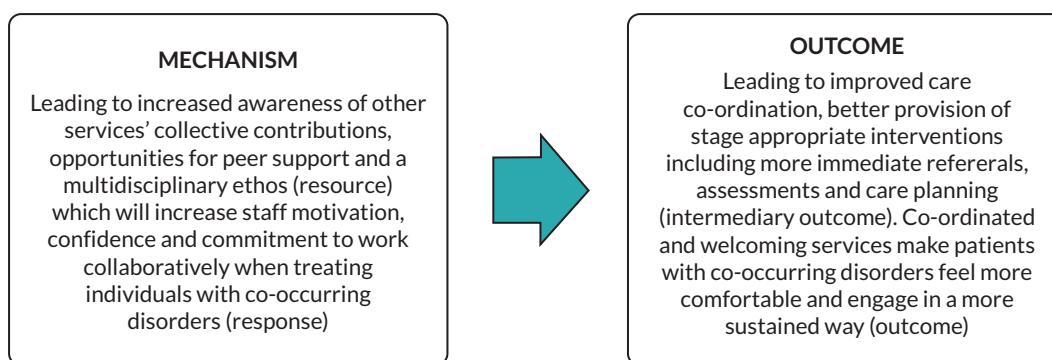 MECHANISM
Leading to increased awareness of other
services’ collective contributions,
opportunities for peer support and a
multidisciplinary ethos (resource)
which will increase staff motivation,
confidence and commitment to work
collaboratively when treating
individuals with co-occurring
disorders (response)
OUTCOME
Leading to improved care
co-ordination, better provision of
stage appropriate interventions
including more immediate refererals,
assessments and care planning
(intermediary outcome). Co-ordinated
and welcoming services make patients
with co-occurring disorders feel more
comfortable and engage in a more
sustained way (outcome)